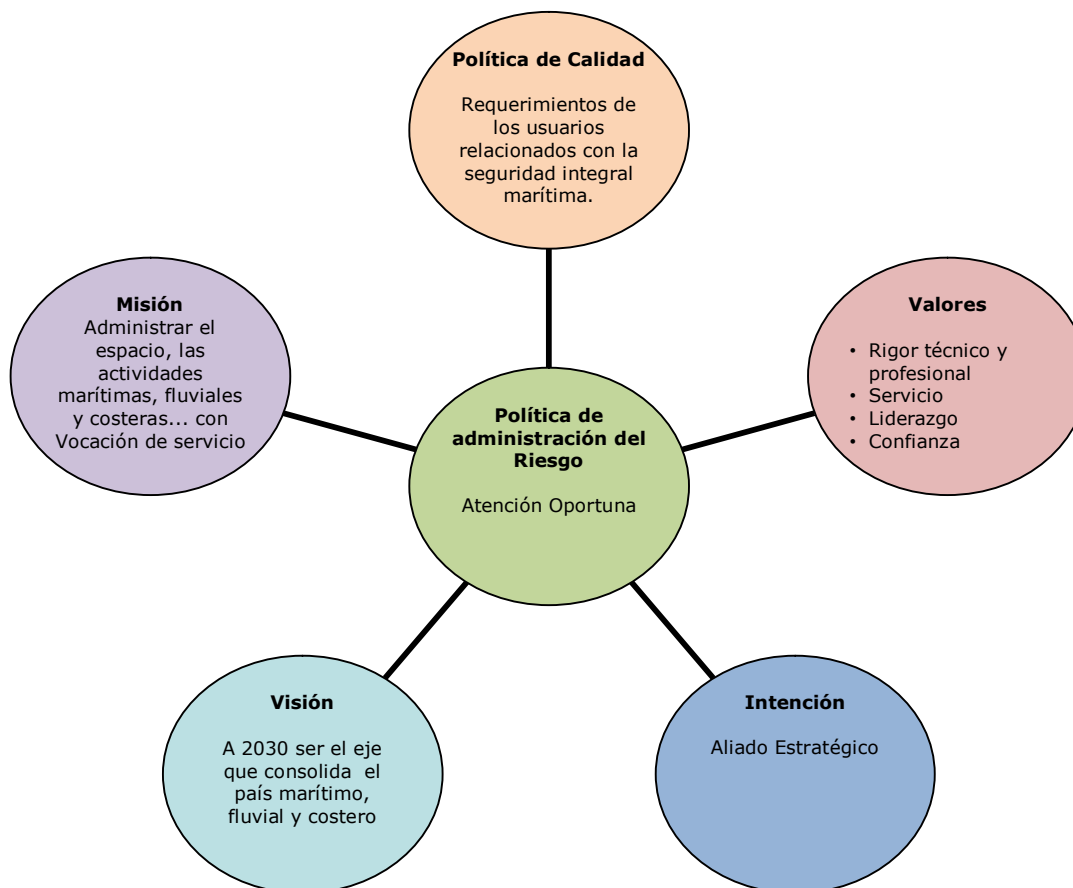 Política de Calidad
Requerimientos de
los usuarios
relacionados con la
seguridad integral
marítima.
Misión
Administrar el
espacio, las
actividades
marítimas, fluviales
y costeras... con
Vocación de servicio
Valores
• Rigor técnico y
profesional
• Servicio
• Liderazgo
• Confianza
Política de
administración del
Riesgo
Atención Oportuna
Visión
A 2030 ser el eje
que consolida el
país marítimo,
fluvial y costero
Intención
Aliado Estratégico